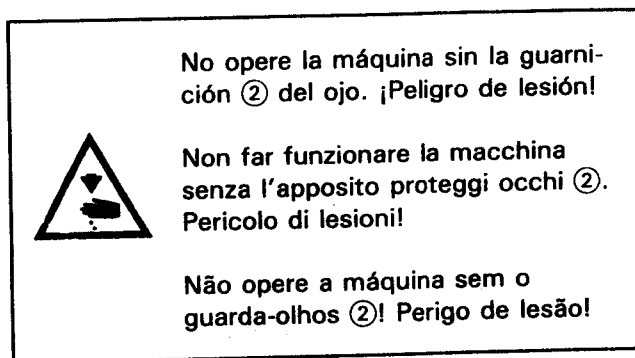 No opere la máquina sin la guarni-
ción ② del ojo. ¡Peligro de lesión!
Non far funzionare la macchina
senza l'apposito proteggi occhi ②.
Pericolo di lesioni!
Não opere a máquina sem o
guarda-olhos ②! Perigo de lesão!